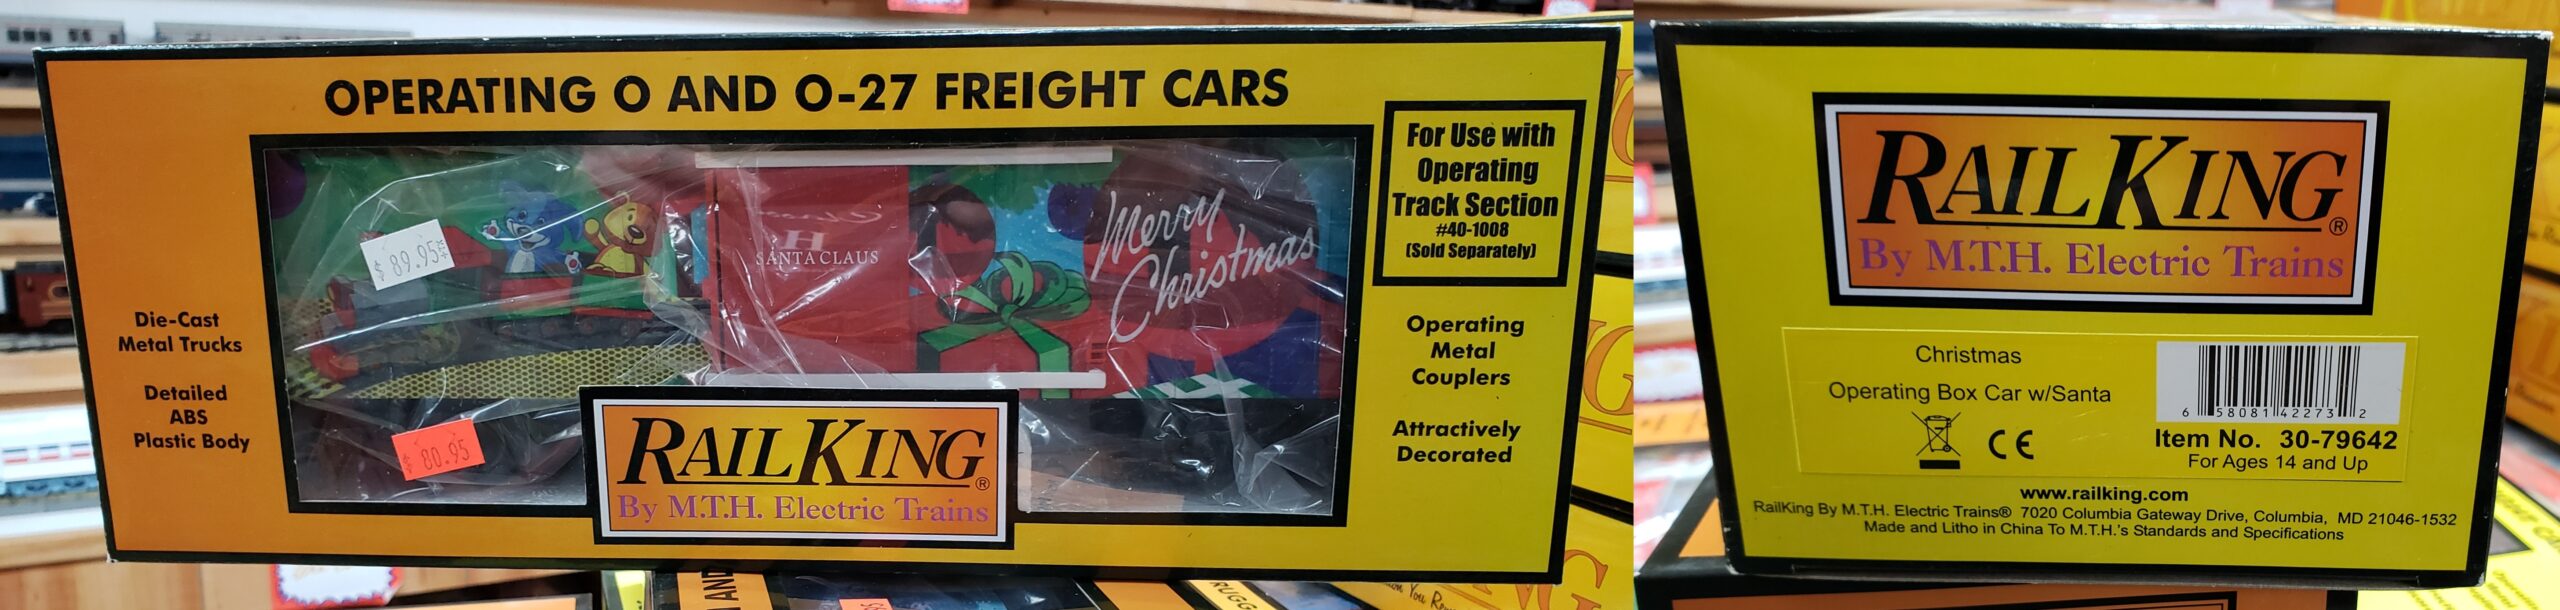 OPERATING O AND O-27 FREIGHT CARS
For Use with
Operating
Track Section
#40-1008
(Sold Separately)
Die-Cast
Metal Trucks
Detailed
ABS
Plastic Body
$89.95
$80.95
H
SANTA CLAUS
Merry
Christmas
Operating
Metal
Couplers
Attractively
Decorated
RAILKING®
By M.T.H. Electric Trains
RAILKING®
By M.T.H. Electric Trains
Christmas
Operating Box Car w/Santa
CE
6 58081 42273 2
Item No. 30-79642
For Ages 14 and Up
www.railking.com
RailKing By M.T.H. Electric Trains® 7020 Columbia Gateway Drive, Columbia, MD 21046-1532
Made and Litho in China To M.T.H.'s Standards and Specifications